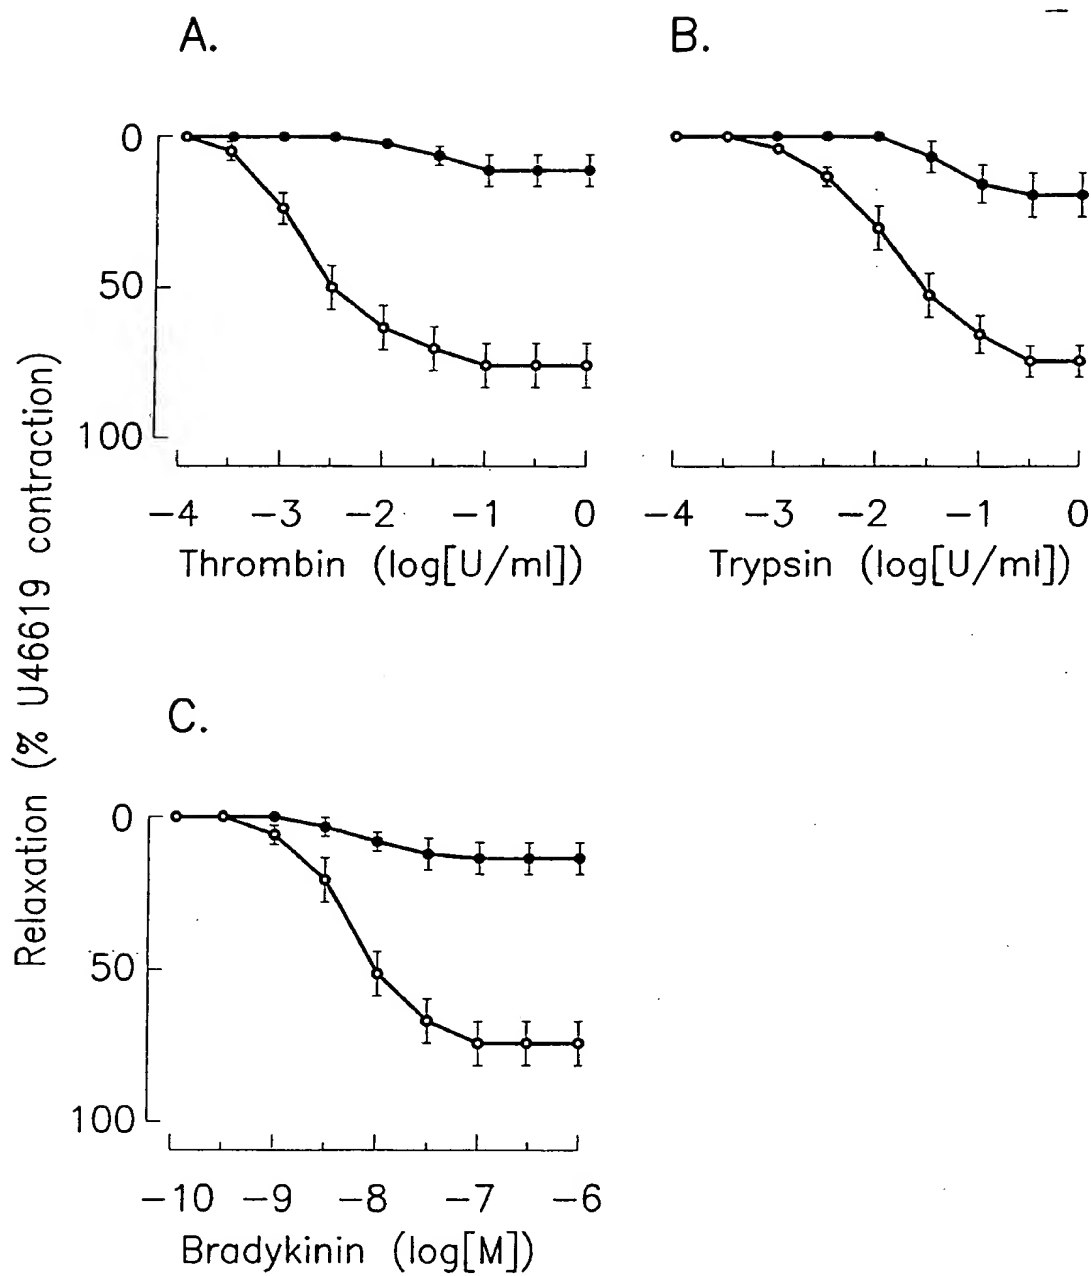 A.
B.
0
50
100
-4 -3 -2 -1 0
-4 -3 -2 -1 0
Thrombin (log[U/ml])
Trypsin (log[U/ml])
Relaxation (% U46619 contraction)
C.
0
50
100
-10 -9 -8 -7 -6
Bradykinin (log[M])